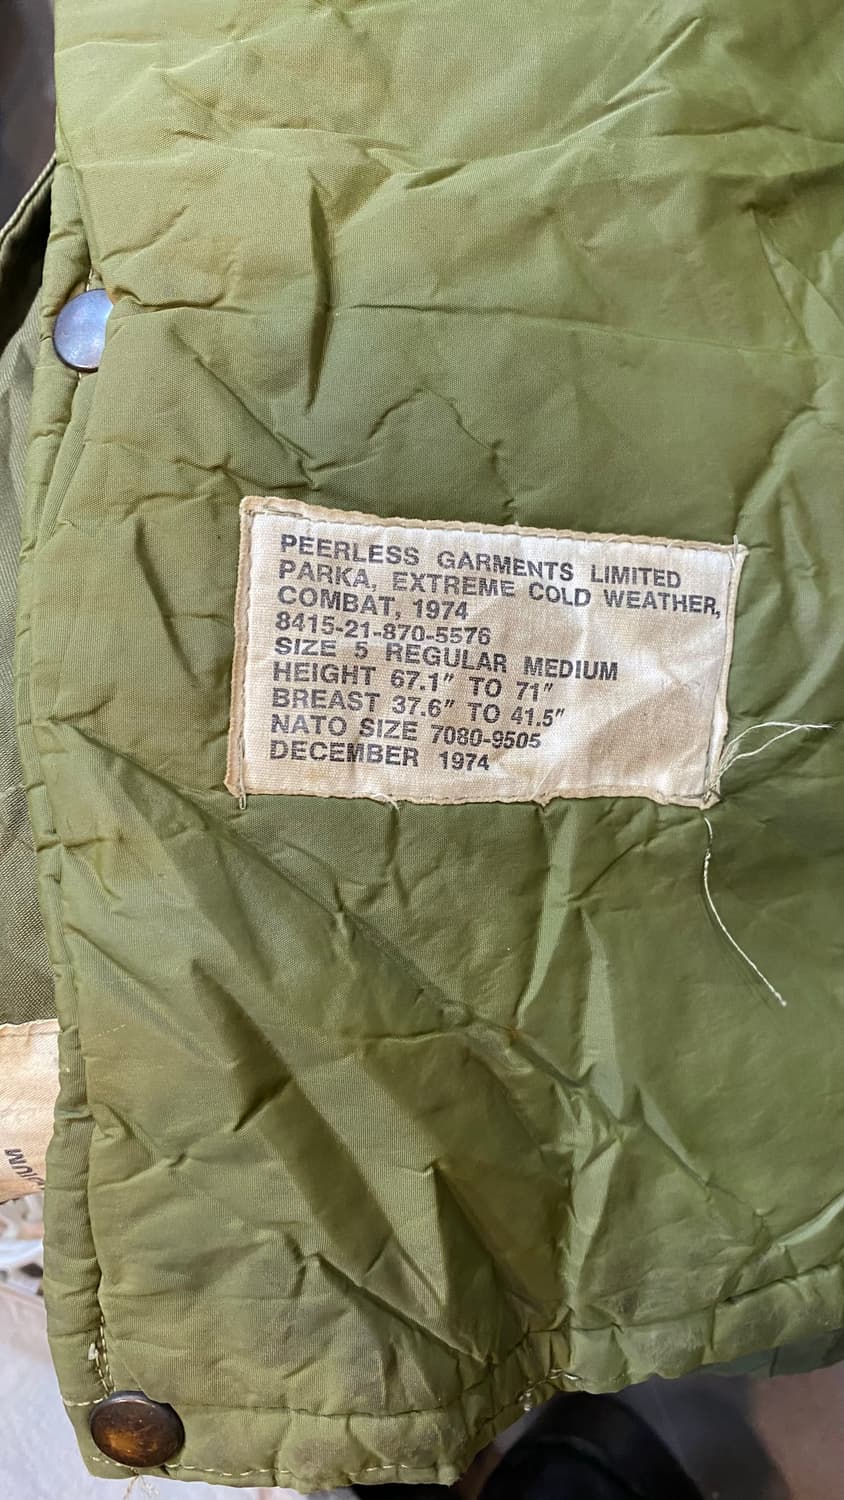 PEERLESS GARMENTS LIMITED
PARKA, EXTREME COLD WEATHER,
COMBAT, 1974
8415-21-870-5576
SIZE 5 REGULAR MEDIUM
HEIGHT 67.1" TO 71"
BREAST 37.6" TO 41.5"
NATO SIZE 7080-9505
DECEMBER 1974